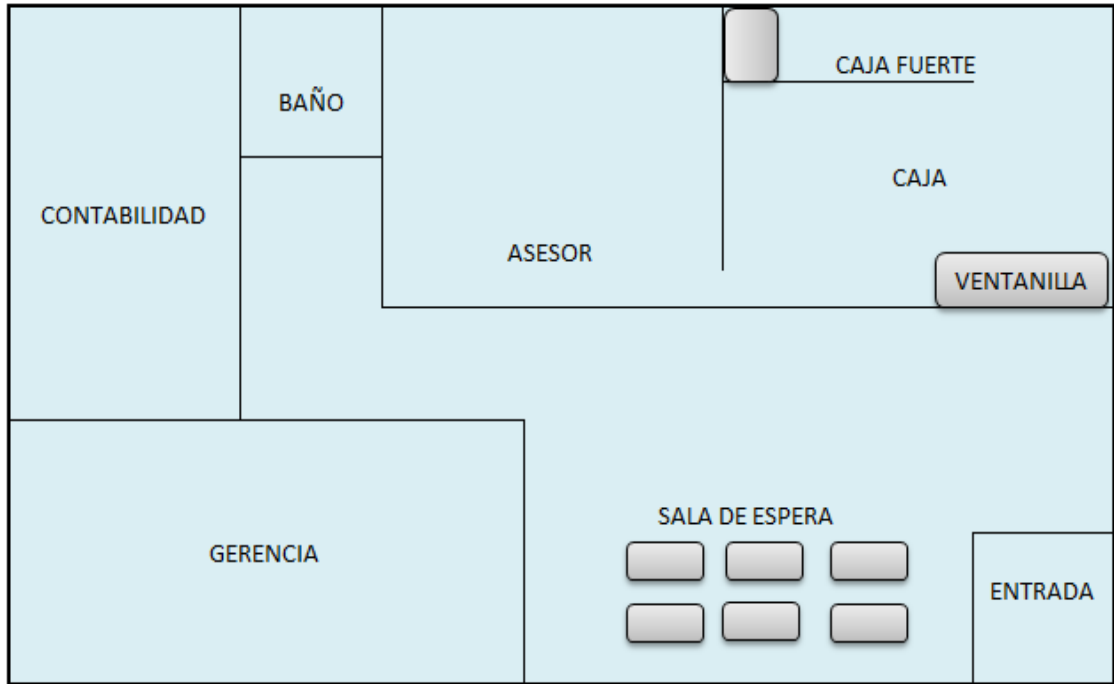 CAJA FUERTE
BAÑO
CAJA
CONTABILIDAD
ASESOR
VENTANILLA
SALA DE ESPERA
GERENCIA
ENTRADA